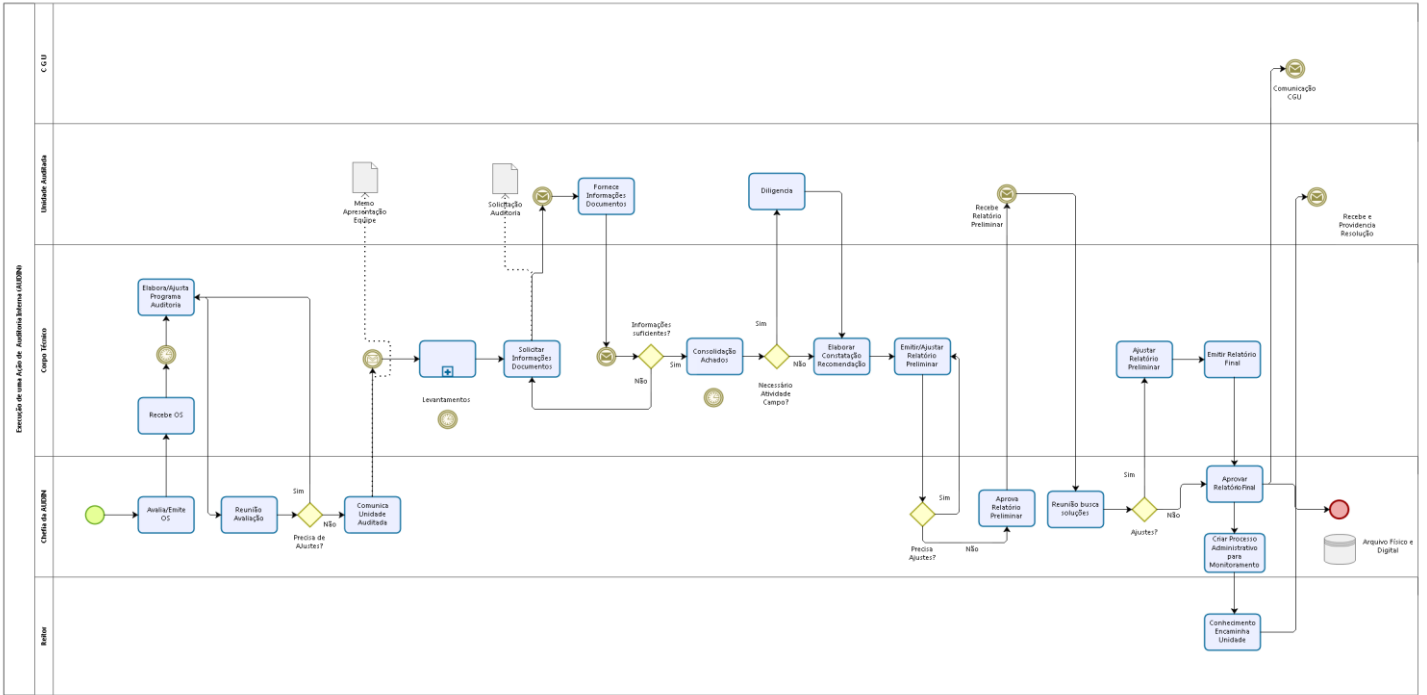 Execução de uma Ação de Auditoria Interna (AUDIN)
C G U
Comunicação
CGU
Unidade Auditada
Memo
Apresentação
Equipe
Solicitação
Auditoria
Fornece
Informações
Documentos
Diligencia
Recebe
Relatório
Preliminar
Recebe e
Providencia
Resolução
Corpo Técnico
Elabora/Ajusta
Programa
Auditoria
Recebe OS
Levantamentos
Solicitar
Informações
Documentos
Informações
suficientes?
Sim
Não
Consolidação
Achados
Sim
Não
Necessário
Atividade
Campo?
Elaborar
Constatação
Recomendação
Emitir/Ajustar
Relatório
Preliminar
Ajustar
Relatório
Preliminar
Emitir Relatório
Final
Chefia da AUDIN
Avalia/Emite
OS
Reunião
Avaliação
Sim
Não
Precisa de
AJustes?
Comunica
Unidade
Auditada
Sim
Não
Precisa
Ajustes?
Aprova
Relatório
Preliminar
Reunião busca
soluções
Sim
Não
Ajustes?
Aprovar
RelatórioFinal
Criar Processo
Administrativo
para
Monitoramento
Arquivo Físico e
Digital
Reitor
Conhecimento
Encaminha
Unidade